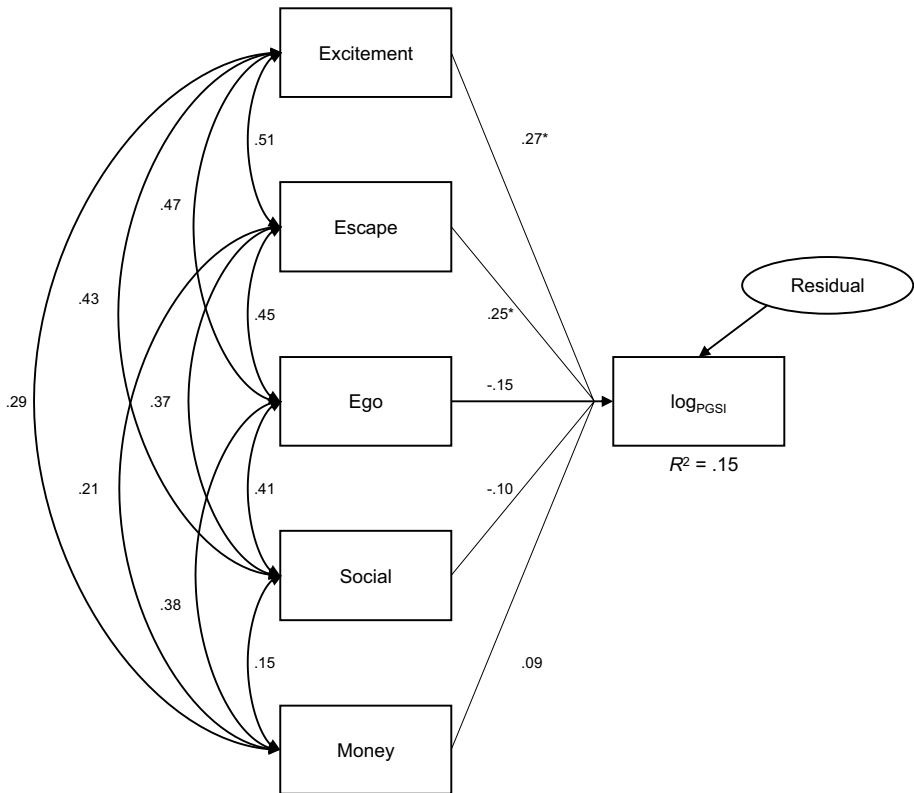 Excitement
.27*
.51
.47
Escape
Residual
.43
.45
.25*
.29
.37
Ego
-.15
logPGSI
R² = .15
.21
.41
-.10
Social
.38
.15
.09
Money